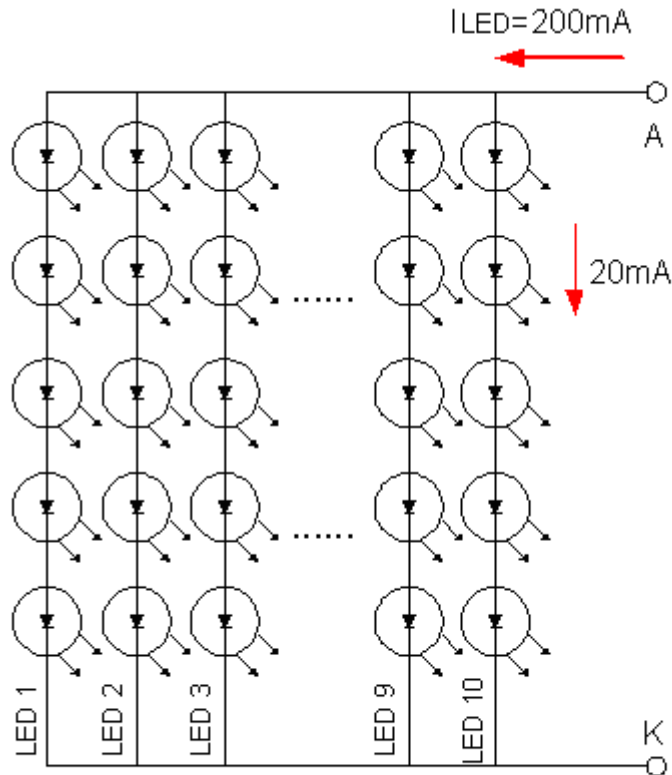 ILED=200mA
A
20mA
......
......
LED 1
LED 2
LED 3
LED 9
LED 10
K